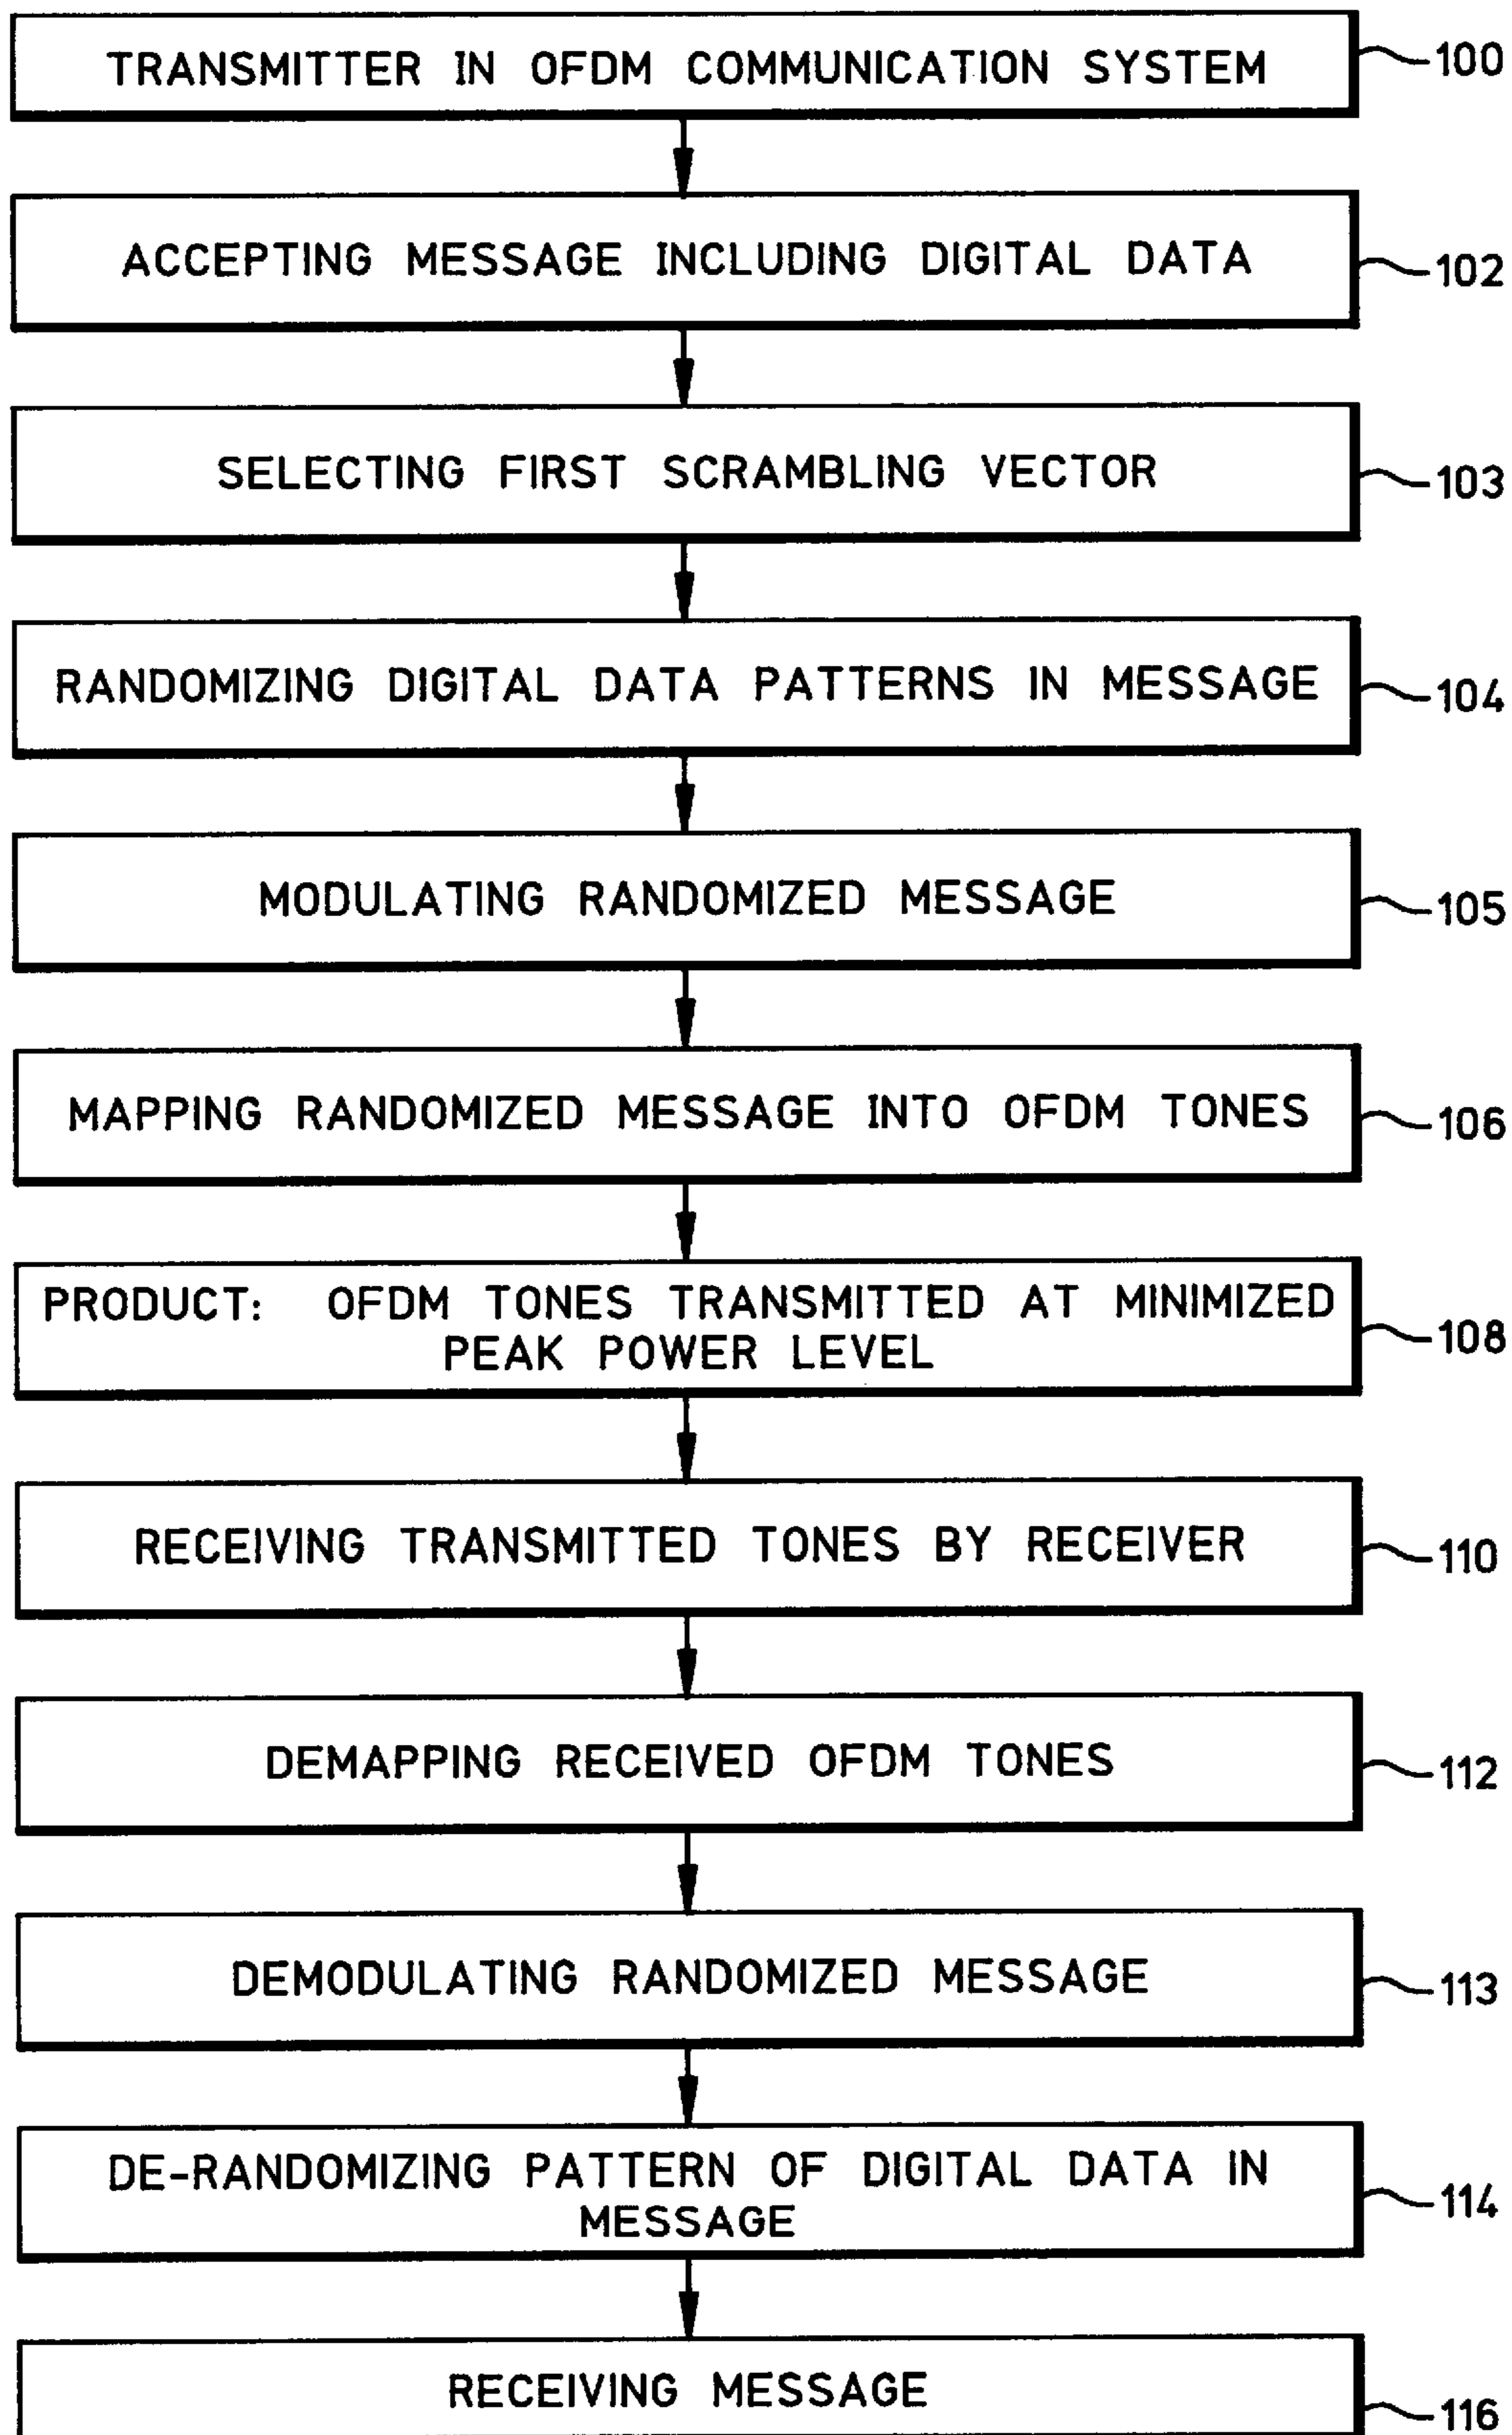 TRANSMITTER IN OFDM COMMUNICATION SYSTEM 100
ACCEPTING MESSAGE INCLUDING DIGITAL DATA 102
SELECTING FIRST SCRAMBLING VECTOR 103
RANDOMIZING DIGITAL DATA PATTERNS IN MESSAGE 104
MODULATING RANDOMIZED MESSAGE 105
MAPPING RANDOMIZED MESSAGE INTO OFDM TONES 106
PRODUCT: OFDM TONES TRANSMITTED AT MINIMIZED
PEAK POWER LEVEL 108
RECEIVING TRANSMITTED TONES BY RECEIVER 110
DEMAPPING RECEIVED OFDM TONES 112
DEMODULATING RANDOMIZED MESSAGE 113
DE-RANDOMIZING PATTERN OF DIGITAL DATA IN
MESSAGE 114
RECEIVING MESSAGE 116